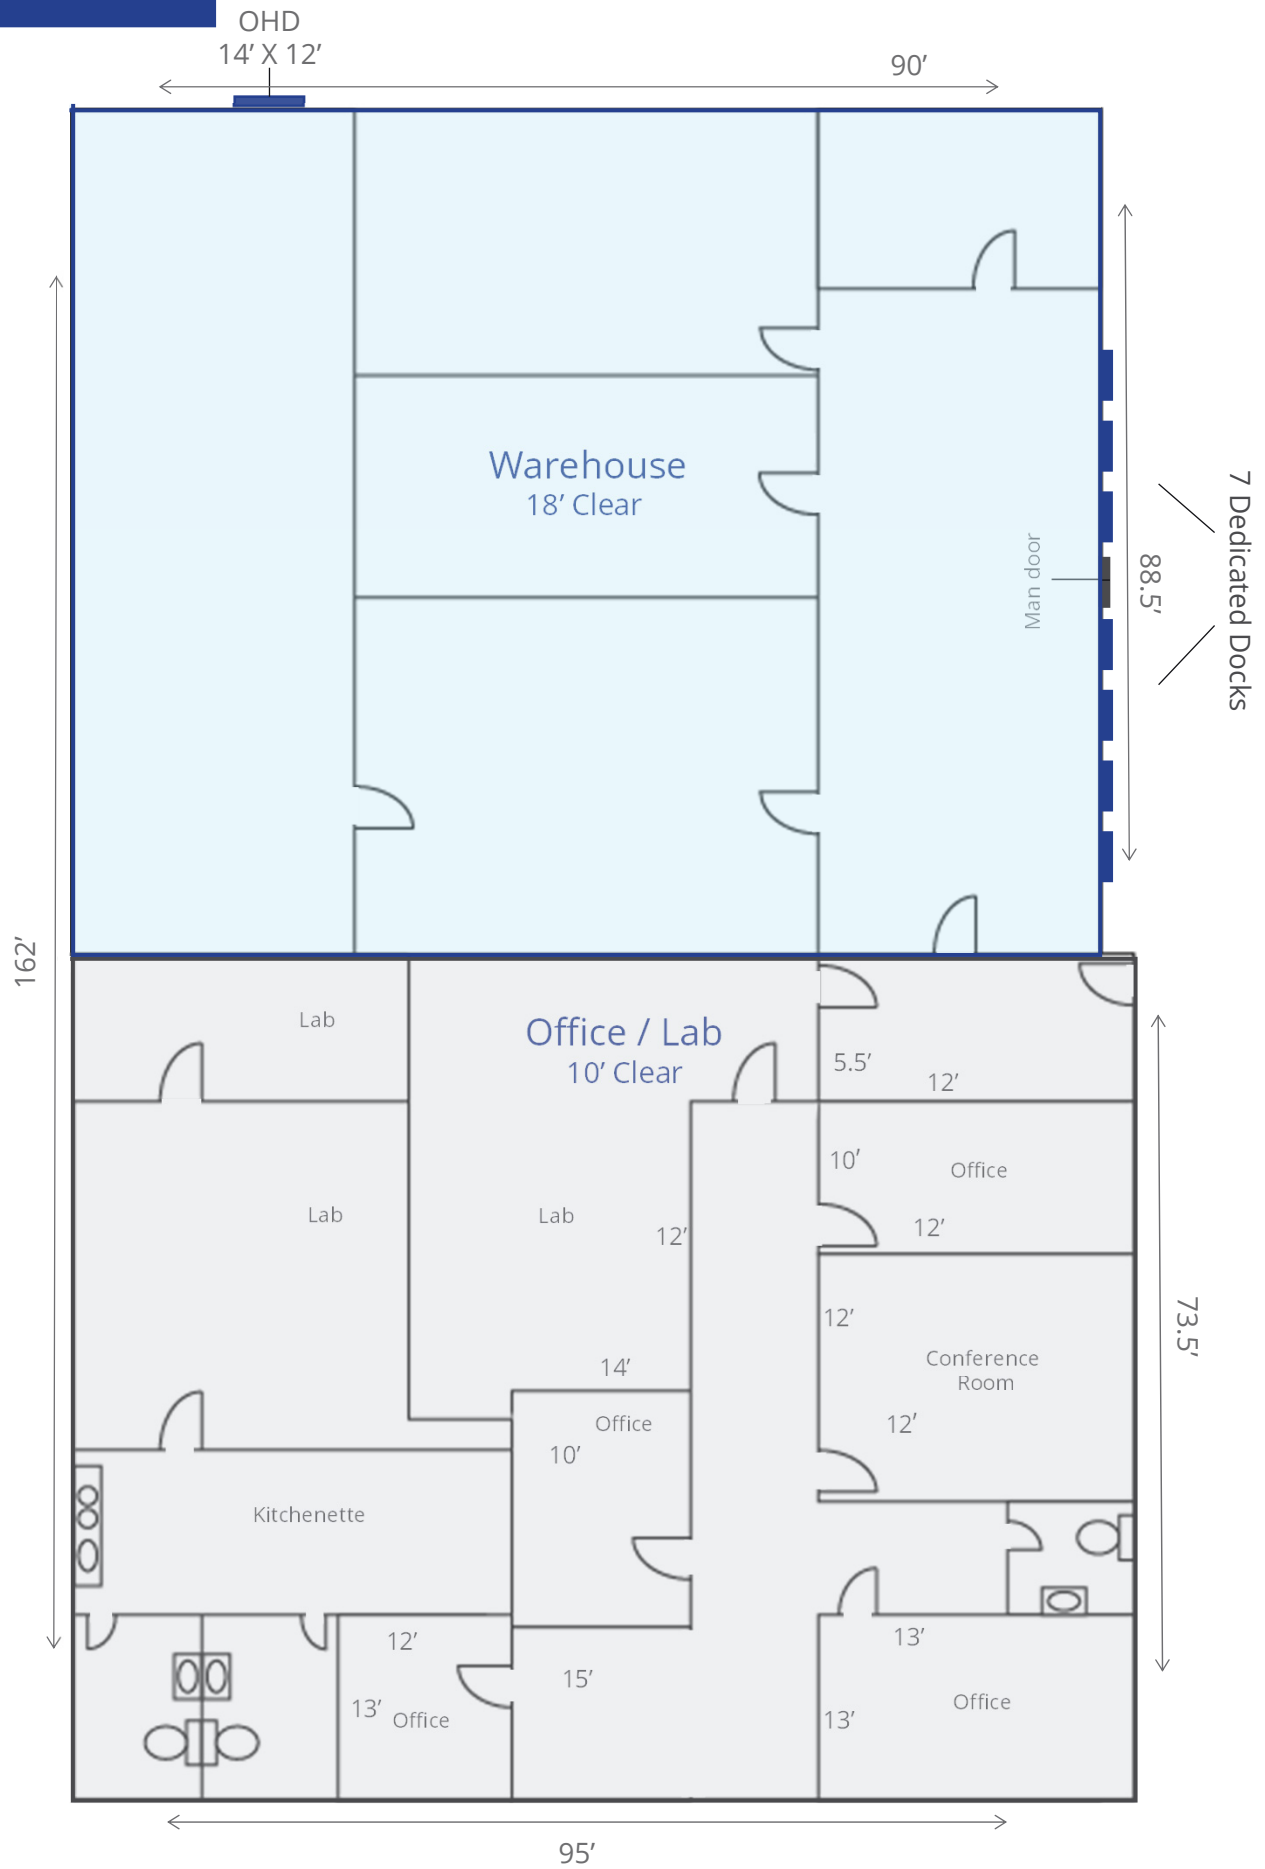 OHD
14’ X 12’
90’
Warehouse
18’ Clear
Man door
88.5’
7 Dedicated Docks
162’
Lab
Office / Lab
10’ Clear
5.5’
12’
10’
Office
12’
Lab
Lab
12’
12’
Conference
Room
12’
73.5’
14’
Office
10’
Kitchenette
12’
13’
Office
15’
13’
13’
Office
95’